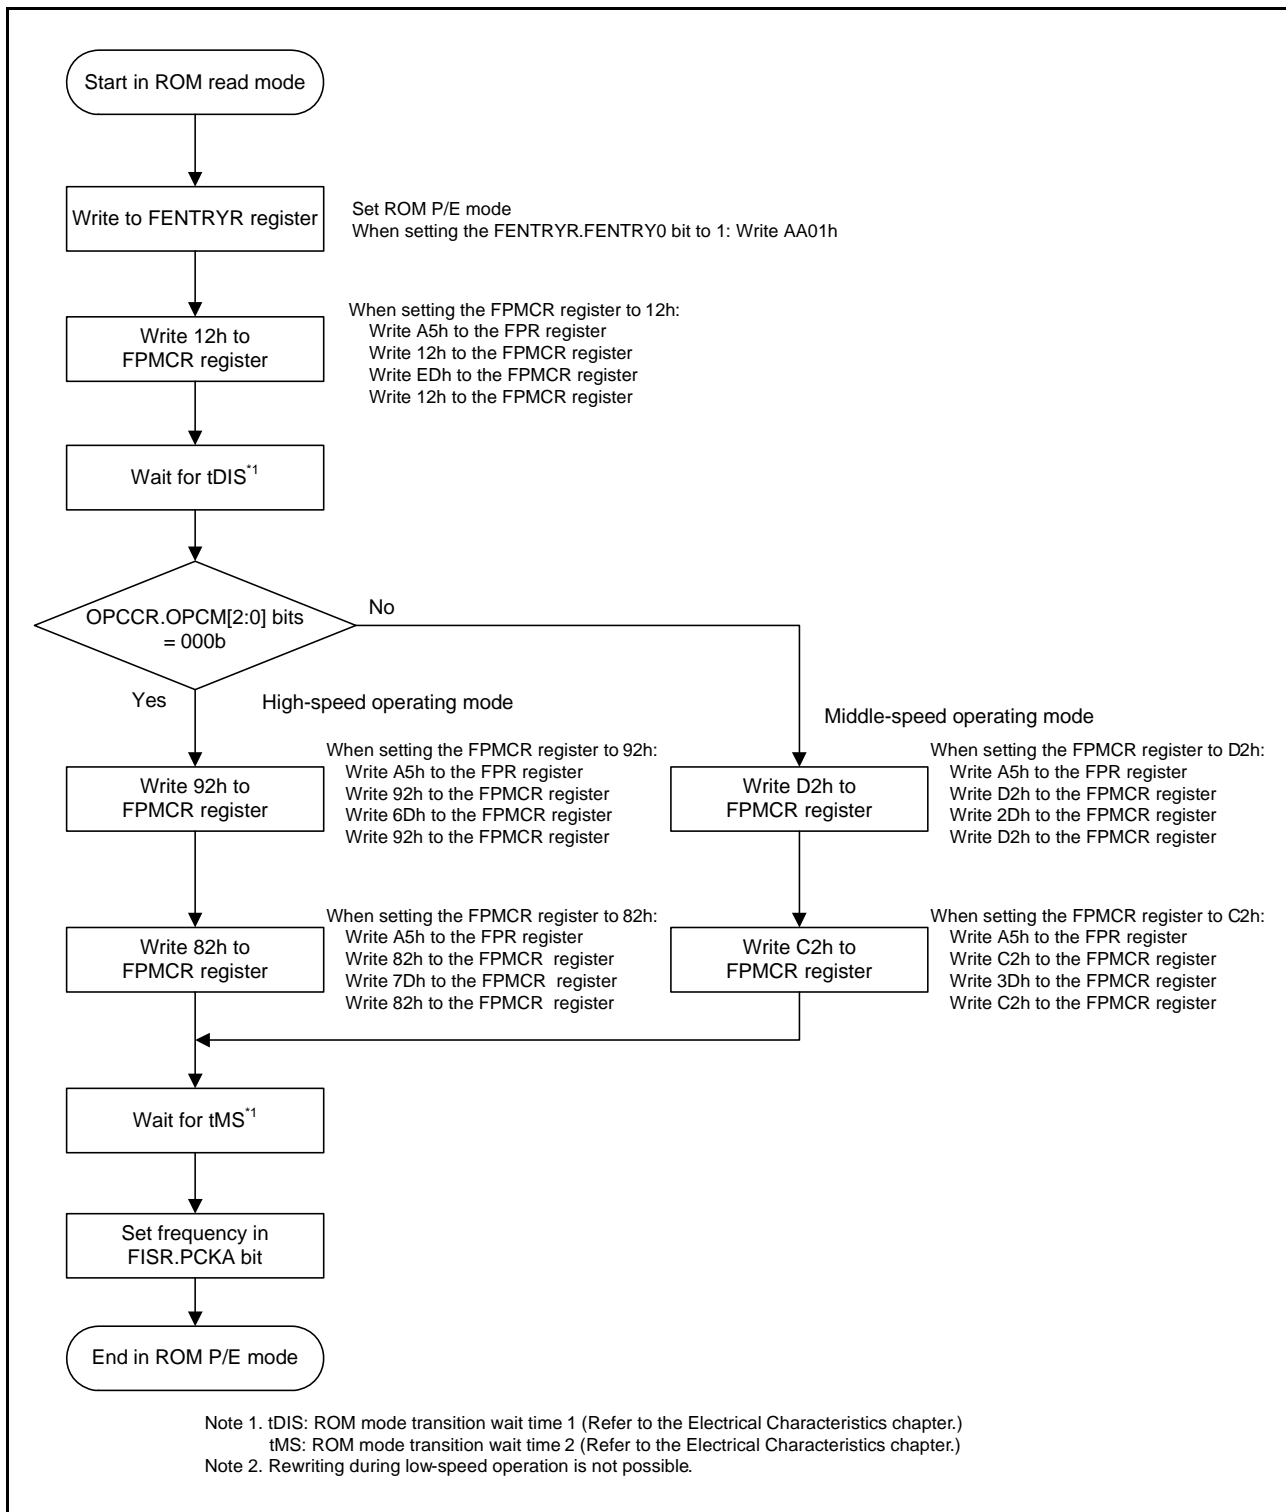 Start in ROM read mode
Write to FENTRYR register
Set ROM P/E mode
When setting the FENTRYR.FENTRY0 bit to 1: Write AA01h
Write 12h to
FPMCR register
When setting the FPMCR register to 12h:
Write A5h to the FPR register
Write 12h to the FPMCR register
Write EDh to the FPMCR register
Write 12h to the FPMCR register
Wait for tDIS*1
OPCCR.OPCM[2:0] bits
= 000b
No
Yes
High-speed operating mode
Middle-speed operating mode
Write 92h to
FPMCR register
When setting the FPMCR register to 92h:
Write A5h to the FPR register
Write 92h to the FPMCR register
Write 6Dh to the FPMCR register
Write 92h to the FPMCR register
Write D2h to
FPMCR register
When setting the FPMCR register to D2h:
Write A5h to the FPR register
Write D2h to the FPMCR register
Write 2Dh to the FPMCR register
Write D2h to the FPMCR register
Write 82h to
FPMCR register
When setting the FPMCR register to 82h:
Write A5h to the FPR register
Write 82h to the FPMCR register
Write 7Dh to the FPMCR register
Write 82h to the FPMCR register
Write C2h to
FPMCR register
When setting the FPMCR register to C2h:
Write A5h to the FPR register
Write C2h to the FPMCR register
Write 3Dh to the FPMCR register
Write C2h to the FPMCR register
Wait for tMS*1
Set frequency in
FISR.PCKA bit
End in ROM P/E mode
Note 1. tDIS: ROM mode transition wait time 1 (Refer to the Electrical Characteristics chapter.)
tMS: ROM mode transition wait time 2 (Refer to the Electrical Characteristics chapter.)
Note 2. Rewriting during low-speed operation is not possible.